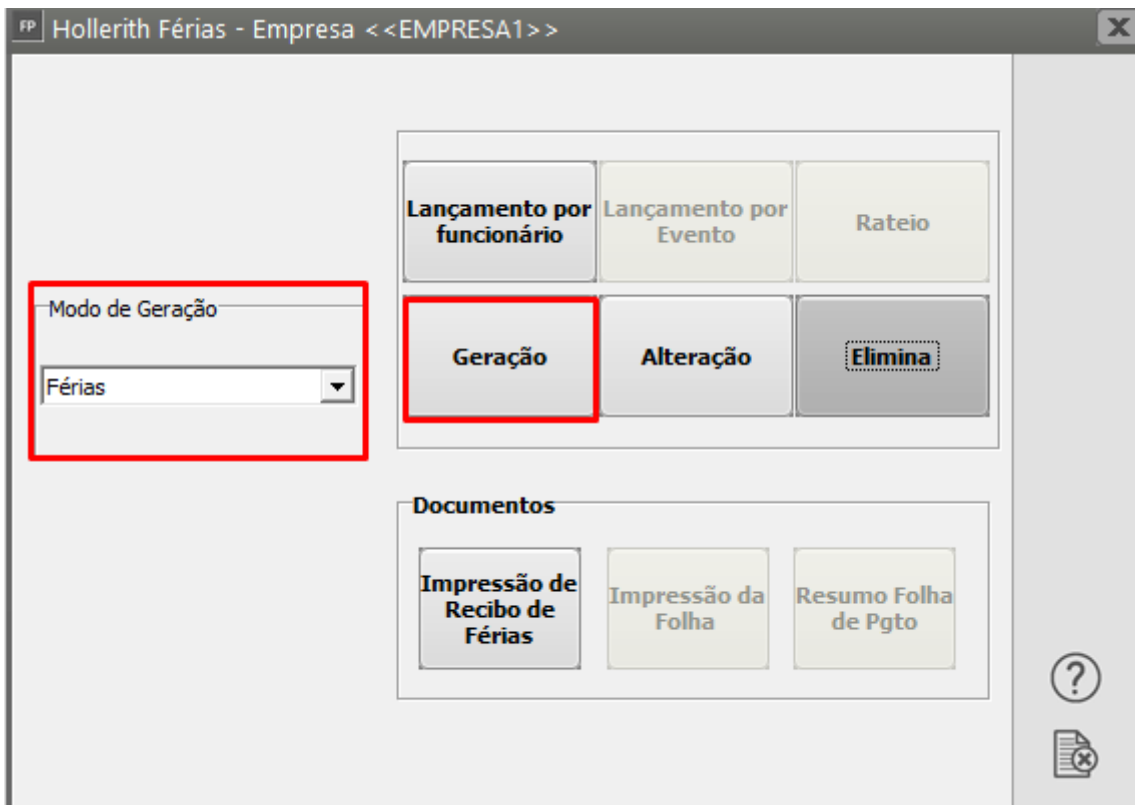 FP Hollerith Férias - Empresa <<EMPRESA1>>
Lançamento por funcionário
Lançamento por Evento
Rateio
Modo de Geração
Férias
Geração
Alteração
Elimina
Documentos
Impressão de Recibo de Férias
Impressão da Folha
Resumo Folha de Pgto
?